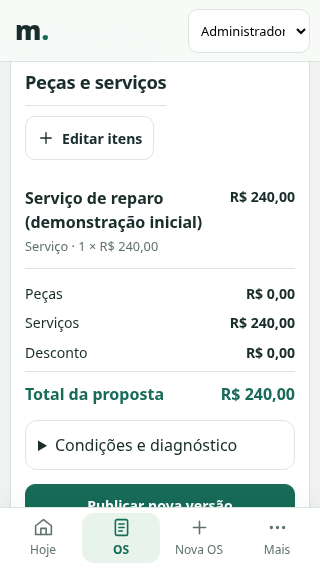 m.
Administrador
Peças e serviços
+ Editar itens
Serviço de reparo R$ 240,00
(demonstração inicial)
Serviço · 1 × R$ 240,00
Peças R$ 0,00
Serviços R$ 240,00
Desconto R$ 0,00
Total da proposta R$ 240,00
Condições e diagnóstico
Publicar nova versão
Hoje OS Nova OS Mais